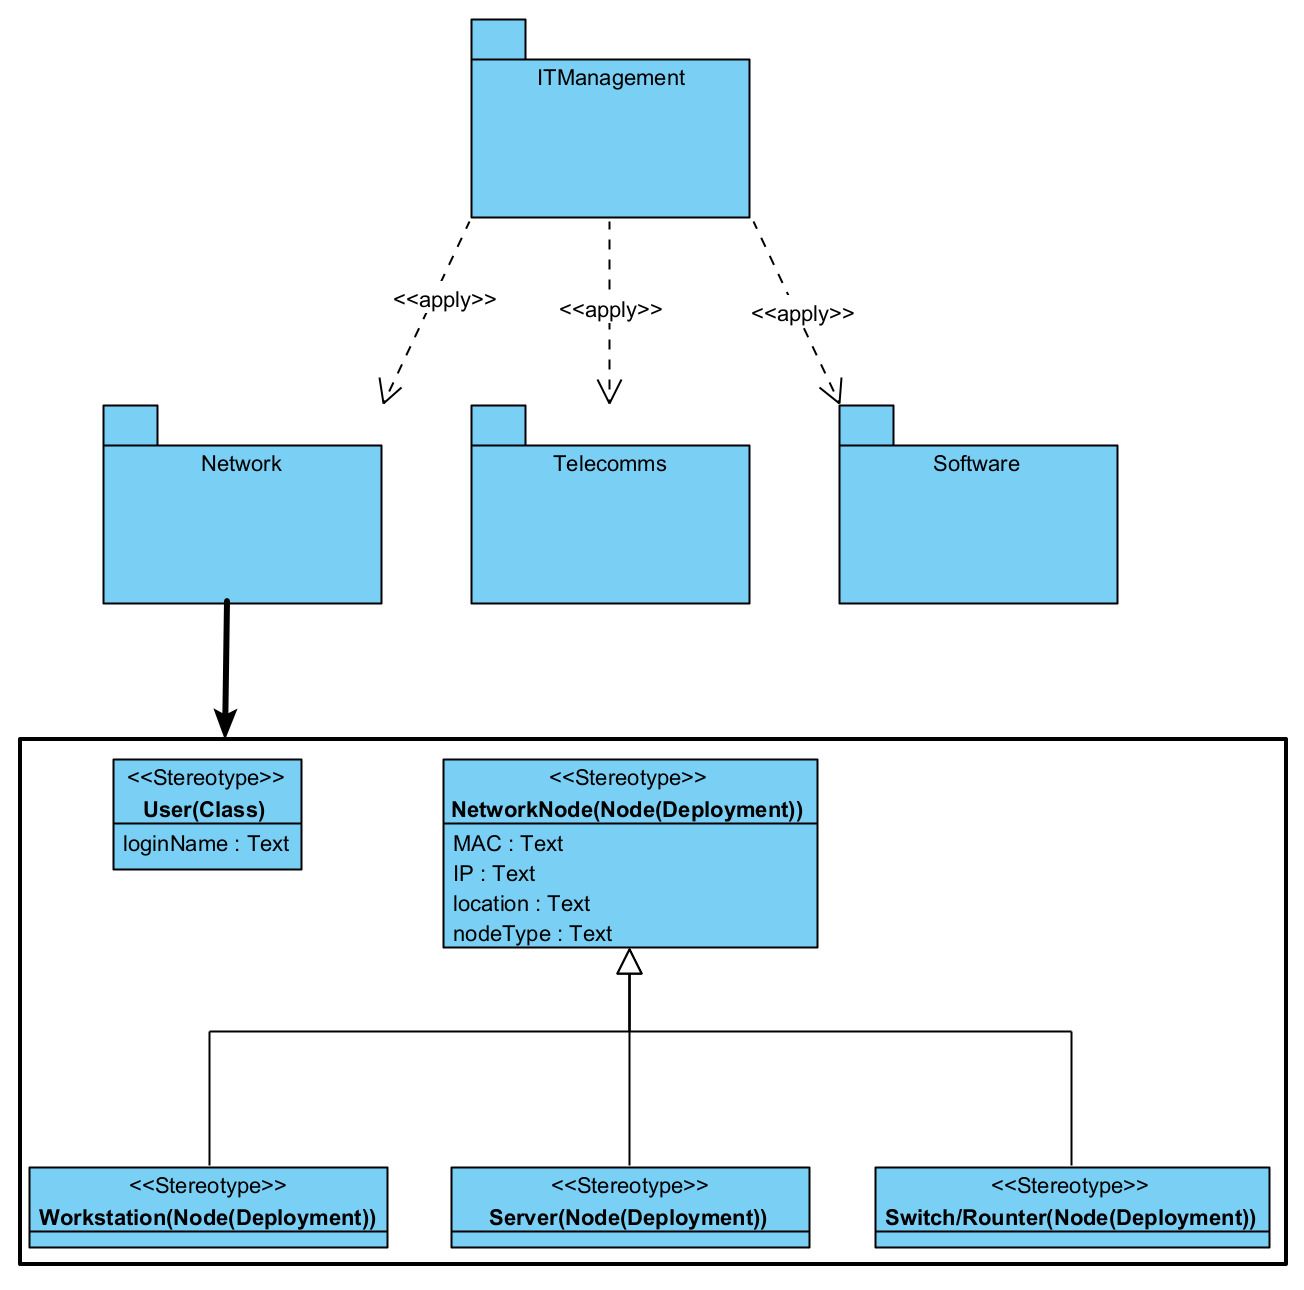 ITManagement
<<apply>>
<<apply>>
<<apply>>
Network
Telecomms
Software
<<Stereotype>>
User(Class)
loginName : Text
<<Stereotype>>
NetworkNode(Node(Deployment))
MAC : Text
IP : Text
location : Text
nodeType : Text
<<Stereotype>>
Workstation(Node(Deployment))
<<Stereotype>>
Server(Node(Deployment))
<<Stereotype>>
Switch/Rounter(Node(Deployment))